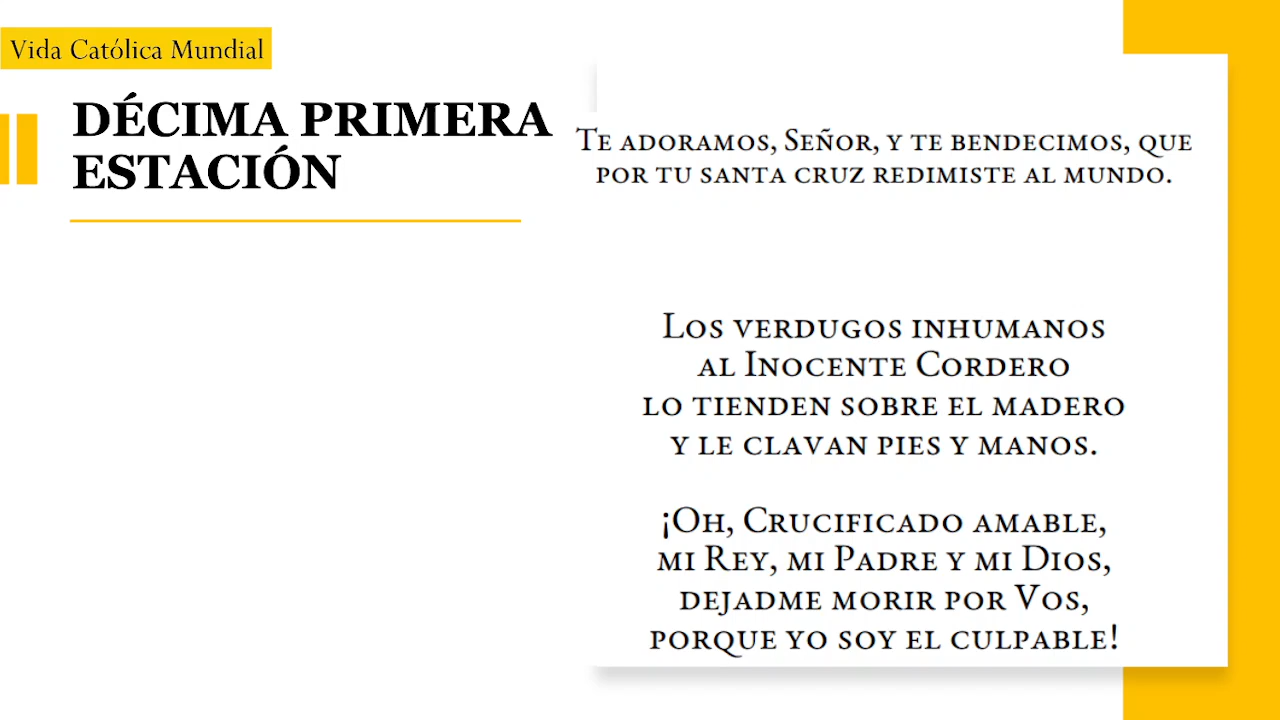 Vida Católica Mundial
DÉCIMA PRIMERA
ESTACIÓN
Te adoramos, Señor, y te bendecimos, que
por tu santa cruz redimiste al mundo.
Los verdugos inhumanos
al Inocente Cordero
lo tienden sobre el madero
y le clavan pies y manos.
¡Oh, Crucificado amable,
mi Rey, mi Padre y mi Dios,
dejadme morir por Vos,
porque yo soy el culpable!